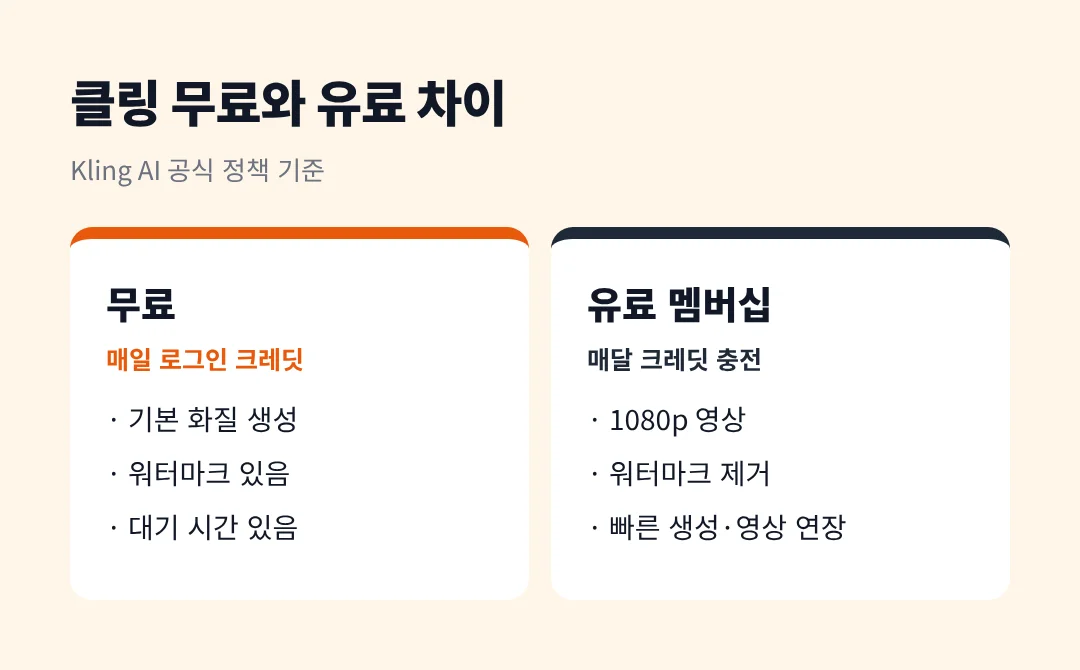 클링 무료와 유료 차이
Kling AI 공식 정책 기준
무료
매일 로그인 크레딧
· 기본 화질 생성
· 워터마크 있음
· 대기 시간 있음
유료 멤버십
매달 크레딧 충전
· 1080p 영상
· 워터마크 제거
· 빠른 생성·영상 연장